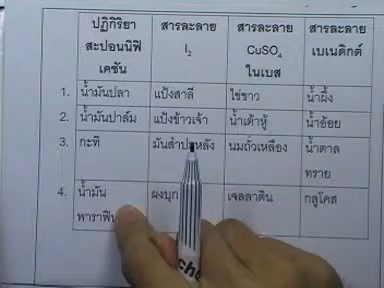 ปฏิกิริยา สารละลาย สารละลาย สารละลาย
สะปอนนิฟิ I₂ CuSO₄ เบเนดิกต์
เคชัน ในเบส
1. น้ำมันปลา แป้งสาลี ไข่ขาว น้ำผึ้ง
2. น้ำมันปาล์ม แป้งข้าวเจ้า น้ำเต้าหู้ น้ำอ้อย
3. กะทิ มันสำปะหลัง นมถั่วเหลือง น้ำตาล
ทราย
4. น้ำมัน ผงบุก เจลลาติน กลูโคส
พาราฟิน